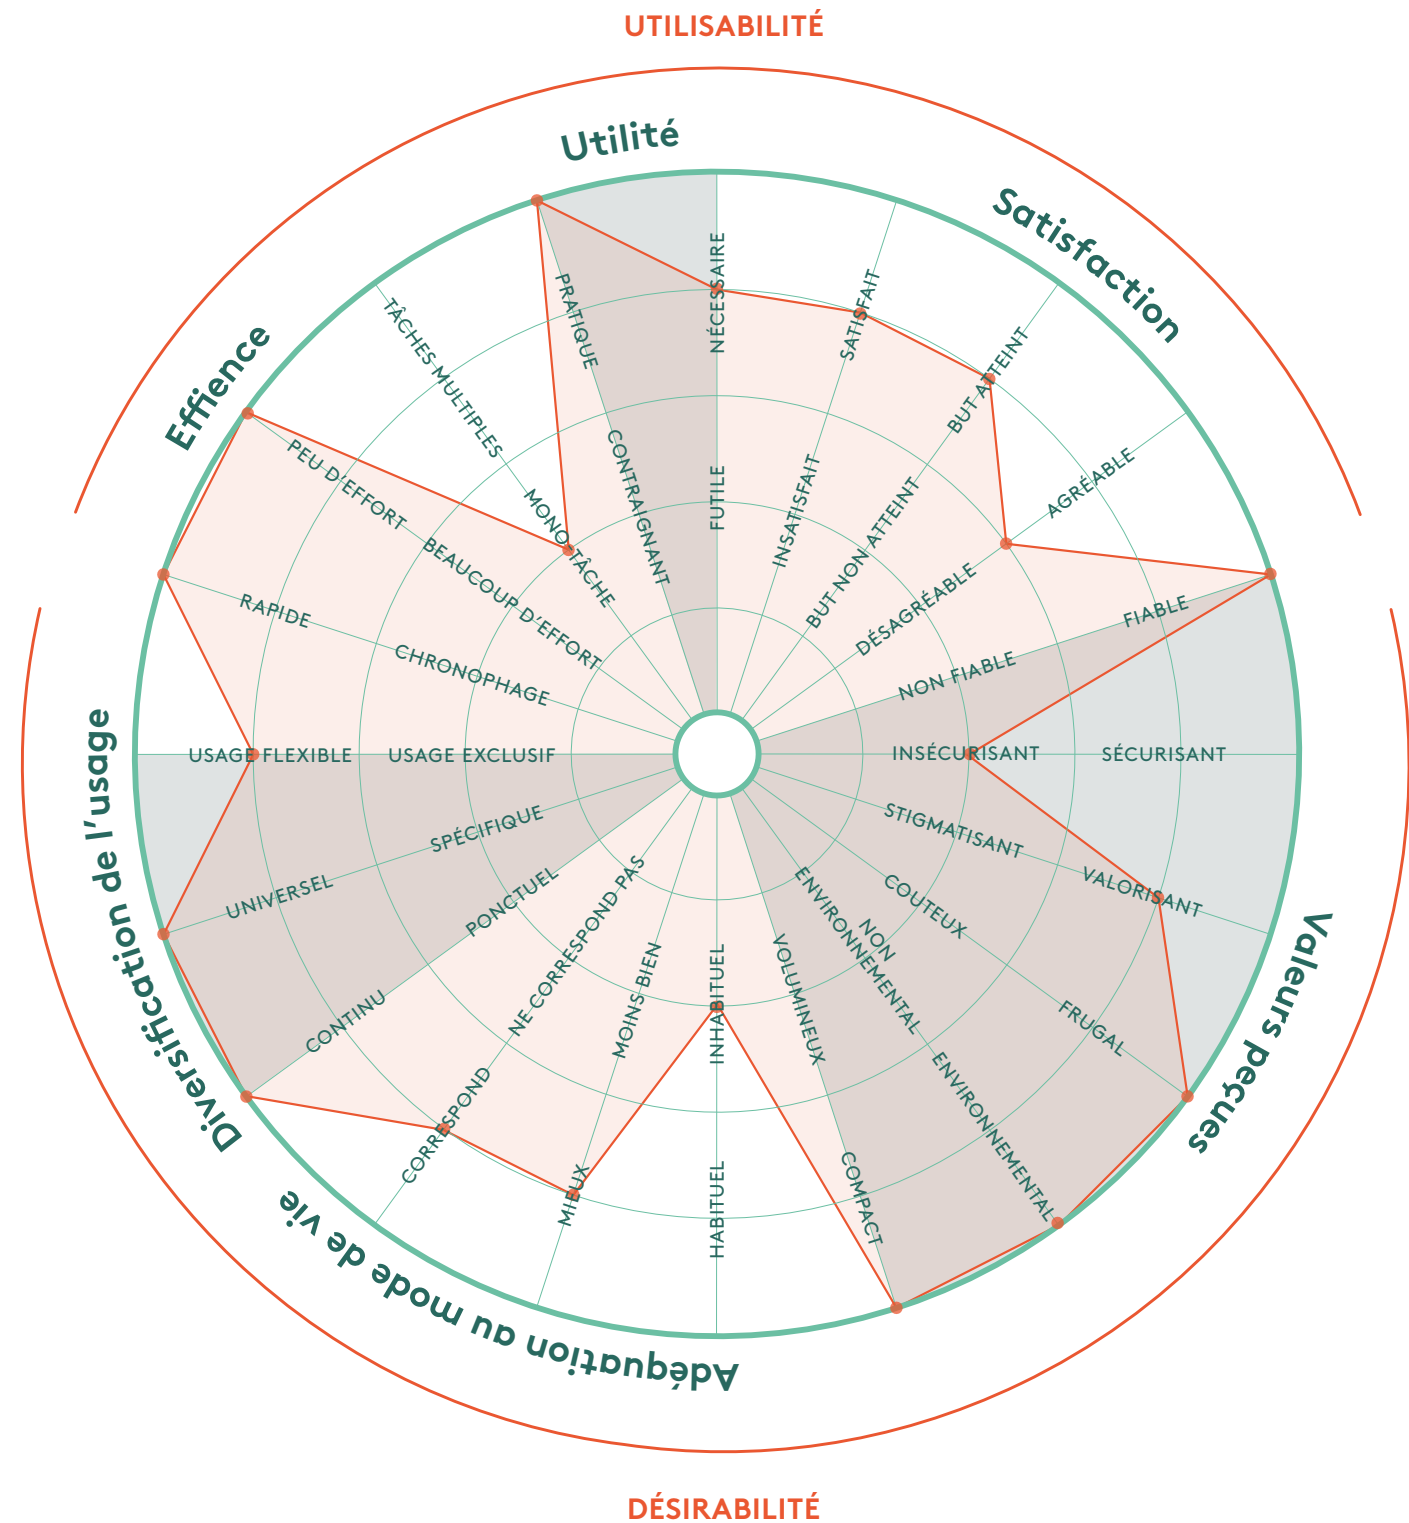 UTILISABILITÉ
Utilité
Satisfaction
Effience
Diversification de l'usage
Adéquation au mode de vie
Valeurs peçues
NÉCESSAIRE
FUTILE
SATISFAIT
INSATISFAIT
BUT ATTEINT
BUT NON ATTEINT
AGRÉABLE
DÉSAGRÉABLE
FIABLE
NON FIABLE
INSÉCURISANT
SÉCURISANT
STIGMATISANT
VALORISANT
COUTEUX
FRUGAL
NON
ENVIRONNEMENTAL
ENVIRONNEMENTAL
VOLUMINEUX
COMPACT
INHABITUEL
HABITUEL
MOINS BIEN
MIEUX
NE CORRESPOND PAS
CORRESPOND
PONCTUEL
CONTINU
SPÉCIFIQUE
UNIVERSEL
USAGE FLEXIBLE
USAGE EXCLUSIF
RAPIDE
CHRONOPHAGE
PEU D'EFFORT
BEAUCOUP D'EFFORT
TÂCHES MULTIPLES
MONO TÂCHE
PRATIQUE
CONTRAIGNANT
DÉSIRABILITÉ